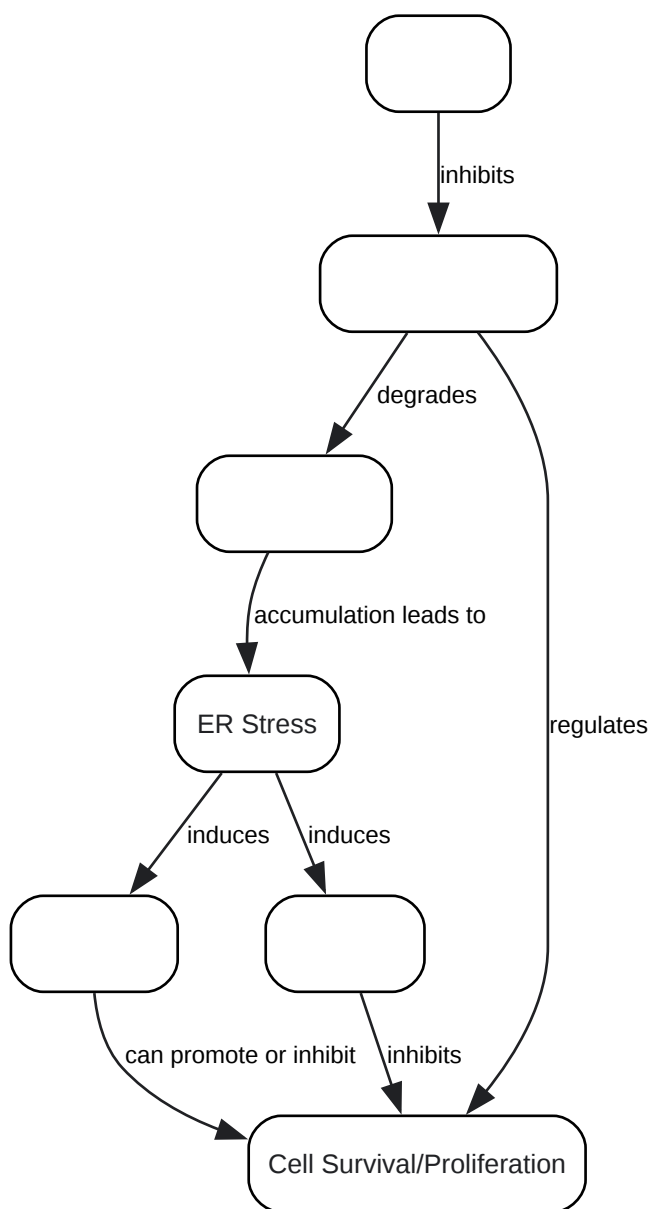 inhibits
degrades
accumulation leads to
ER Stress
regulates
induces
induces
can promote or inhibit
inhibits
Cell Survival/Proliferation